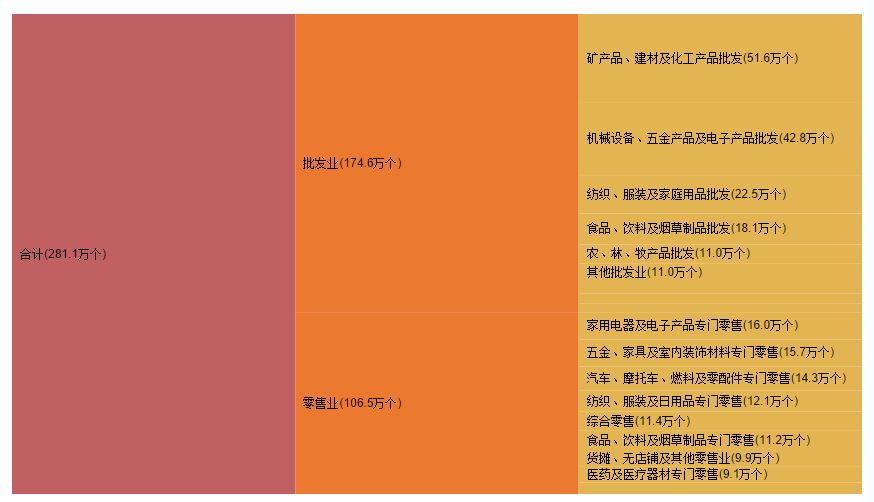 合计(281.1万个)
批发业(174.6万个)
矿产品、建材及化工产品批发(51.6万个)
机械设备、五金产品及电子产品批发(42.8万个)
纺织、服装及家庭用品批发(22.5万个)
食品、饮料及烟草制品批发(18.1万个)
农、林、牧产品批发(11.0万个)
其他批发业(11.0万个)
零售业(106.5万个)
家用电器及电子产品专门零售(16.0万个)
五金、家具及室内装饰材料专门零售(15.7万个)
汽车、摩托车、燃料及零配件专门零售(14.3万个)
纺织、服装及日用品专门零售(12.1万个)
综合零售(11.4万个)
食品、饮料及烟草制品专门零售(11.2万个)
货摊、无店铺及其他零售业(9.9万个)
医药及医疗器材专门零售(9.1万个)